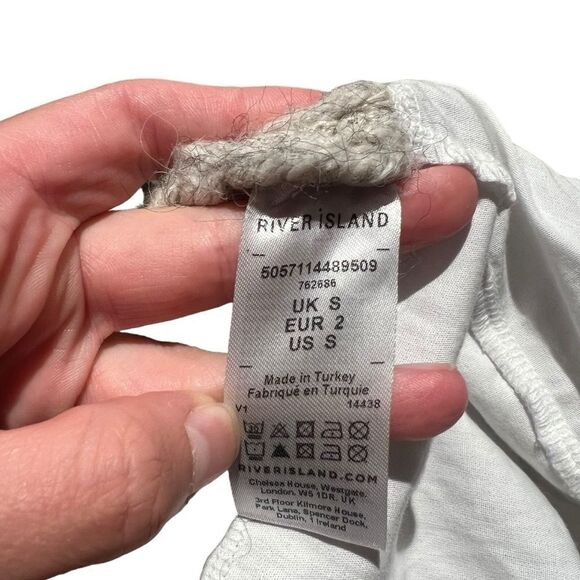 RIVER ISLAND
5057114489509
762686
UK S
EUR 2
US S
Made in Turkey
Fabriqué en Turquie
V1 14438
RIVERISLAND.COM
Chelsea House, Westgate,
London, W5 1DR. UK
3rd Floor Kilmore House,
Park Lane, Spencer Dock,
Dublin, 1 Ireland